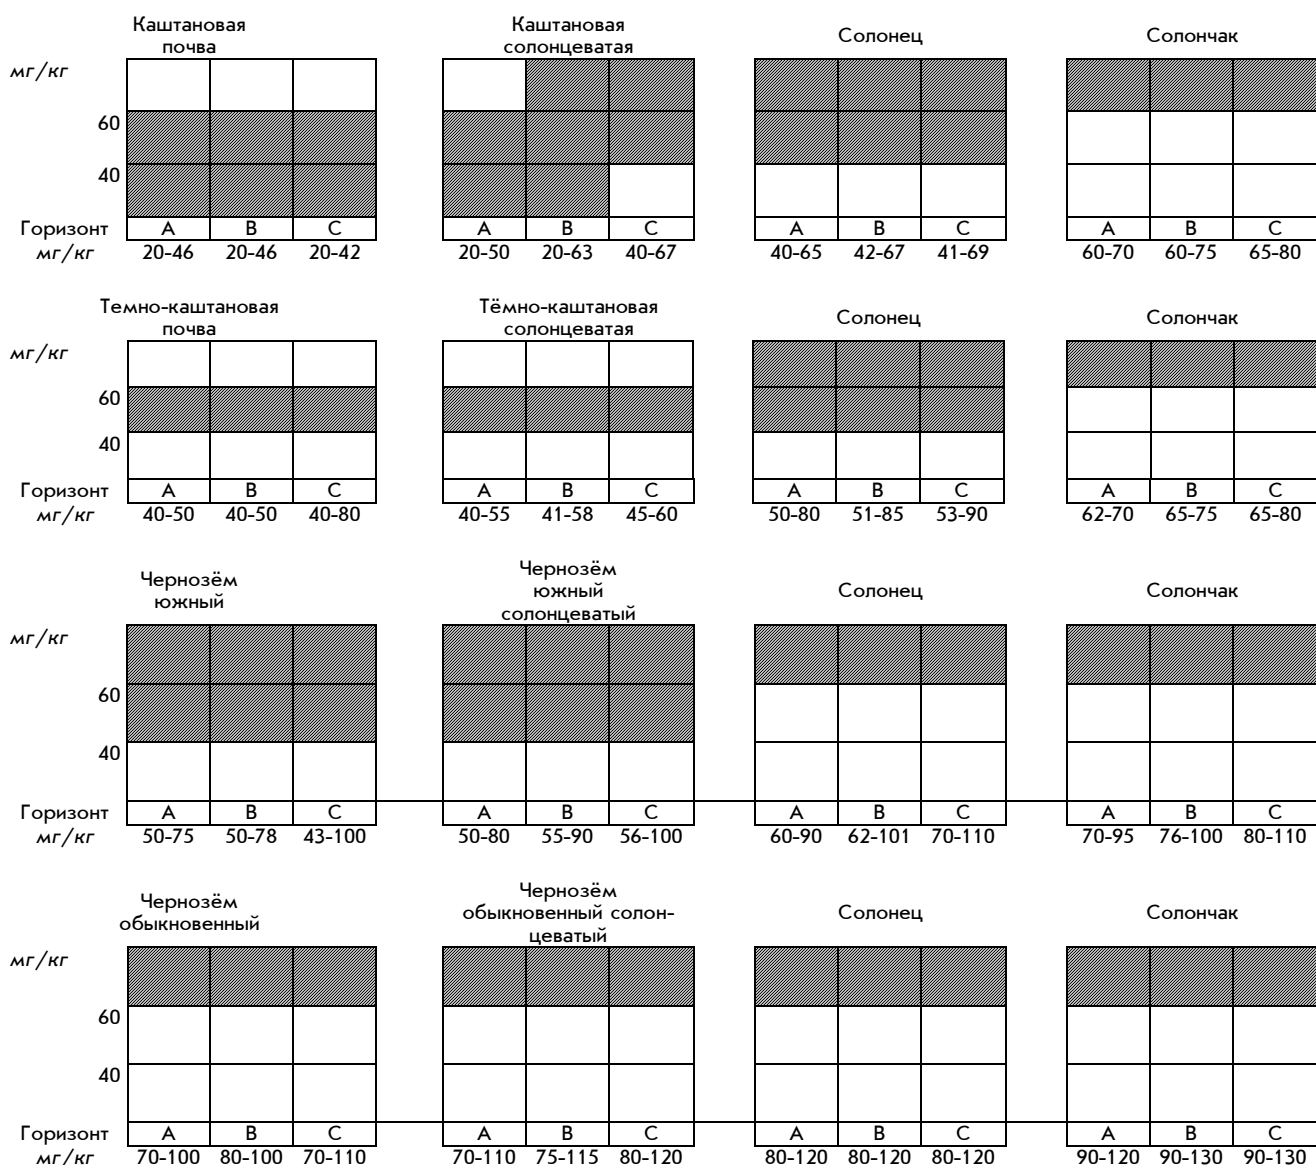 Каштановая
почва
Каштановая
солонцеватая
Солонец
Солончак
мг/кг
60
40
Горизонт A B C A B C A B C A B C
мг/кг 20-46 20-46 20-42 20-50 20-63 40-67 40-65 42-67 41-69 60-70 60-75 65-80
Темно-каштановая
почва
Тёмно-каштановая
солонцеватая
Солонец
Солончак
мг/кг
60
40
Горизонт A B C A B C A B C A B C
мг/кг 40-50 40-50 40-80 40-55 41-58 45-60 50-80 51-85 53-90 62-70 65-75 65-80
Чернозём
южный
Чернозём
южный
солонцеватый
Солонец
Солончак
мг/кг
60
40
Горизонт A B C A B C A B C A B C
мг/кг 50-75 50-78 43-100 50-80 55-90 56-100 60-90 62-101 70-110 70-95 76-100 80-110
Чернозём
обыкновенный
Чернозём
обыкновенный солон-
цеватый
Солонец
Солончак
мг/кг
60
40
Горизонт A B C A B C A B C A B C
мг/кг 70-100 80-100 70-110 70-110 75-115 80-120 80-120 80-120 80-120 90-120 90-130 90-130